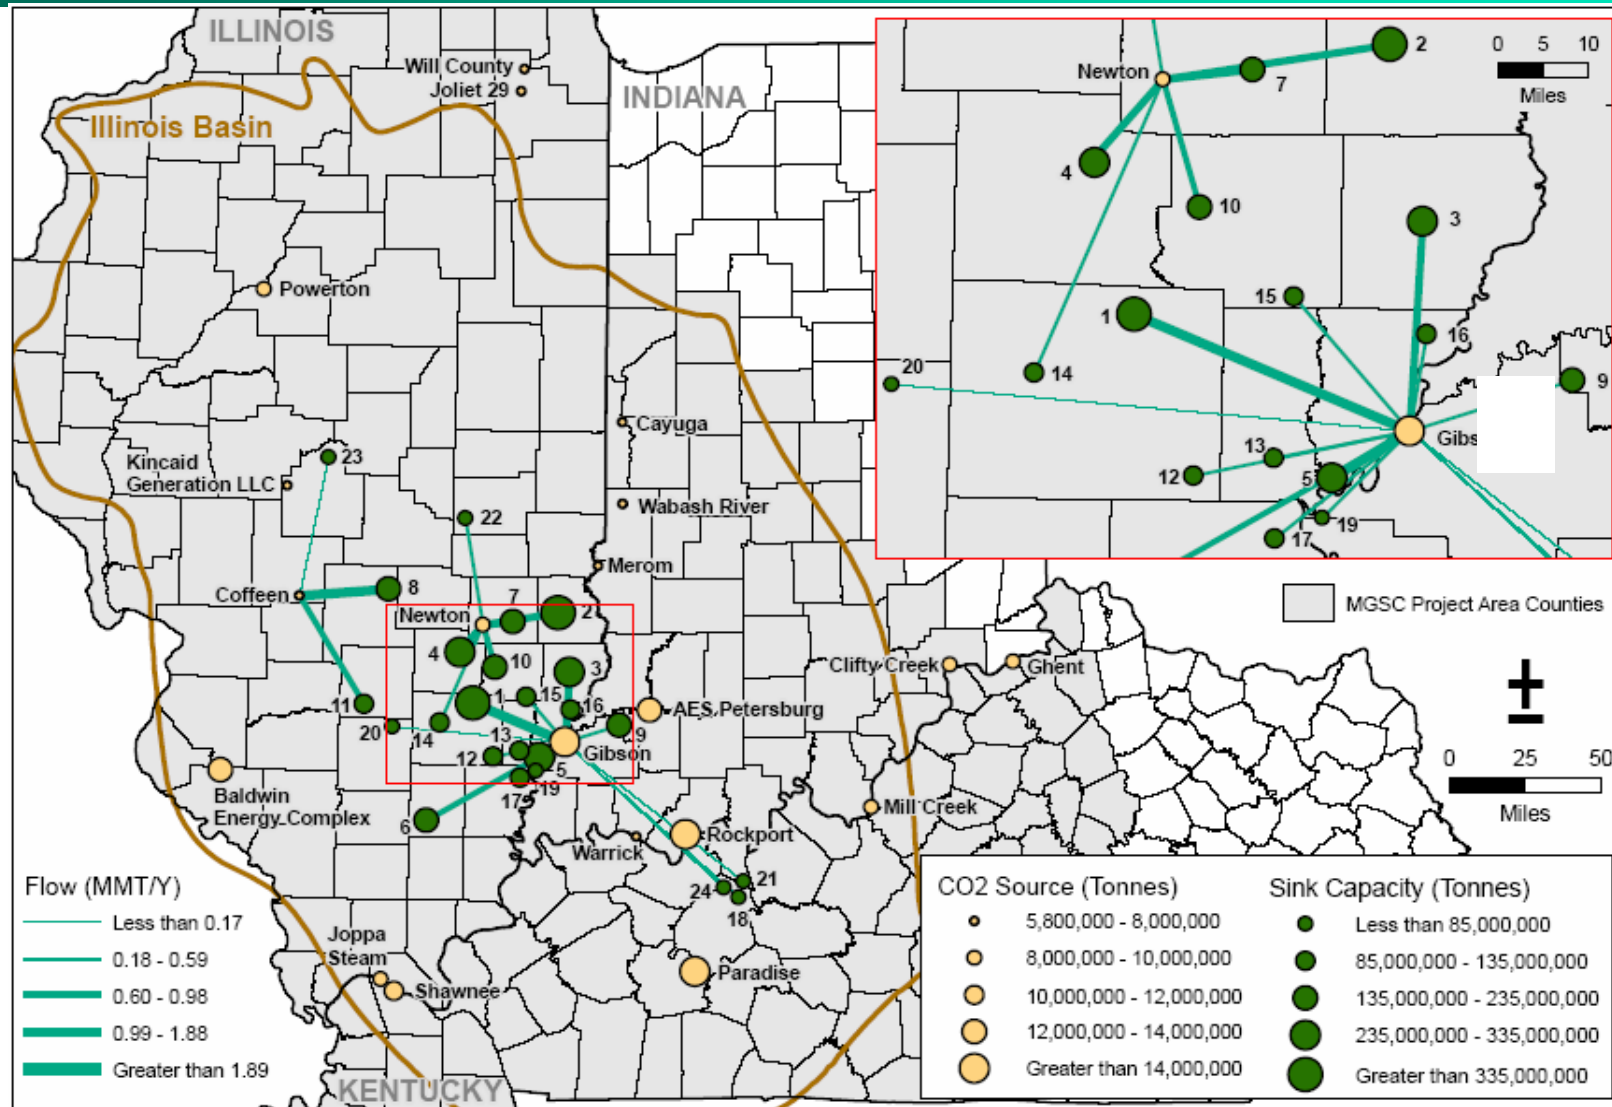 ILLINOIS
Will County
Joliet 29
INDIANA
Illinois Basin
Powerton
Cayuga
23
Kincaid
Generation LLC
22
Wabash River
Merom
Coffeen
8
Newton
7
2
4
10
3
11
1
15
16
AES Petersburg
20
14
9
13
12
Gibson
5
19
17
6
Baldwin
Energy Complex
Warrick
Rockport
24
21
18
Joppa
Steam
Shawnee
Paradise
KENTUCKY
Clifty Creek
Ghent
Mill Creek
Newton
7
2
0 5 10
Miles
4
10
3
15
1
16
14
20
9
Gibs
13
12
5
19
17
MGSC Project Area Counties
0 25 50
Miles
Flow (MMT/Y)
Less than 0.17
0.18 - 0.59
0.60 - 0.98
0.99 - 1.88
Greater than 1.89
CO2 Source (Tonnes)
5,800,000 - 8,000,000
8,000,000 - 10,000,000
10,000,000 - 12,000,000
12,000,000 - 14,000,000
Greater than 14,000,000
Sink Capacity (Tonnes)
Less than 85,000,000
85,000,000 - 135,000,000
135,000,000 - 235,000,000
235,000,000 - 335,000,000
Greater than 335,000,000